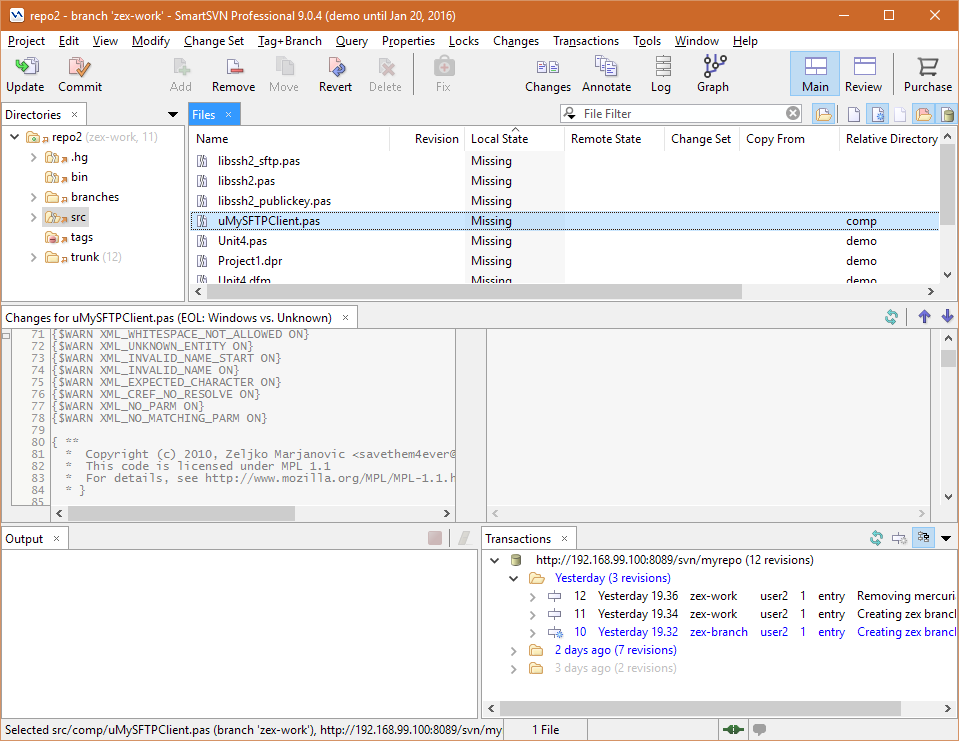 repo2 - branch 'zex-work' - SmartSVN Professional 9.0.4 (demo until Jan 20, 2016)
Project Edit View Modify Change Set Tag+Branch Query Properties Locks Changes Transactions Tools Window Help
Update Commit Add Remove Move Revert Delete Fix Changes Annotate Log Graph Main Review Purchase
Directories
Files
File Filter
repo2 (zex-work, 11)
.hg
bin
branches
src
tags
trunk (12)
Name Revision Local State Remote State Change Set Copy From Relative Directory
libssh2_sftp.pas Missing
libssh2.pas Missing
libssh2_publickey.pas Missing
uMySFTPClient.pas Missing comp
Unit4.pas Missing demo
Project1.dpr Missing demo
Unit4.dfm Missing demo
Changes for uMySFTPClient.pas (EOL: Windows vs. Unknown)
71 {$WARN XML_WHITESPACE_NOT_ALLOWED ON}
72 {$WARN XML_UNKNOWN_ENTITY ON}
73 {$WARN XML_INVALID_NAME_START ON}
74 {$WARN XML_INVALID_NAME ON}
75 {$WARN XML_EXPECTED_CHARACTER ON}
76 {$WARN XML_CREF_NO_RESOLVE ON}
77 {$WARN XML_NO_PARM ON}
78 {$WARN XML_NO_MATCHING_PARM ON}
79
80 { **
81 * Copyright (c) 2010, Zeljko Marjanovic <savethem4ever@
82 * This code is licensed under MPL 1.1
83 * For details, see http://www.mozilla.org/MPL/MPL-1.1.h
84 * }
85
Output
Transactions
http://192.168.99.100:8089/svn/myrepo (12 revisions)
Yesterday (3 revisions)
12 Yesterday 19.36 zex-work user2 1 entry Removing mercuri
11 Yesterday 19.34 zex-work user2 1 entry Creating zex branc
10 Yesterday 19.32 zex-branch user2 1 entry Creating zex branc
2 days ago (7 revisions)
3 days ago (2 revisions)
Selected src/comp/uMySFTPClient.pas (branch 'zex-work'), http://192.168.99.100:8089/svn/my
1 File